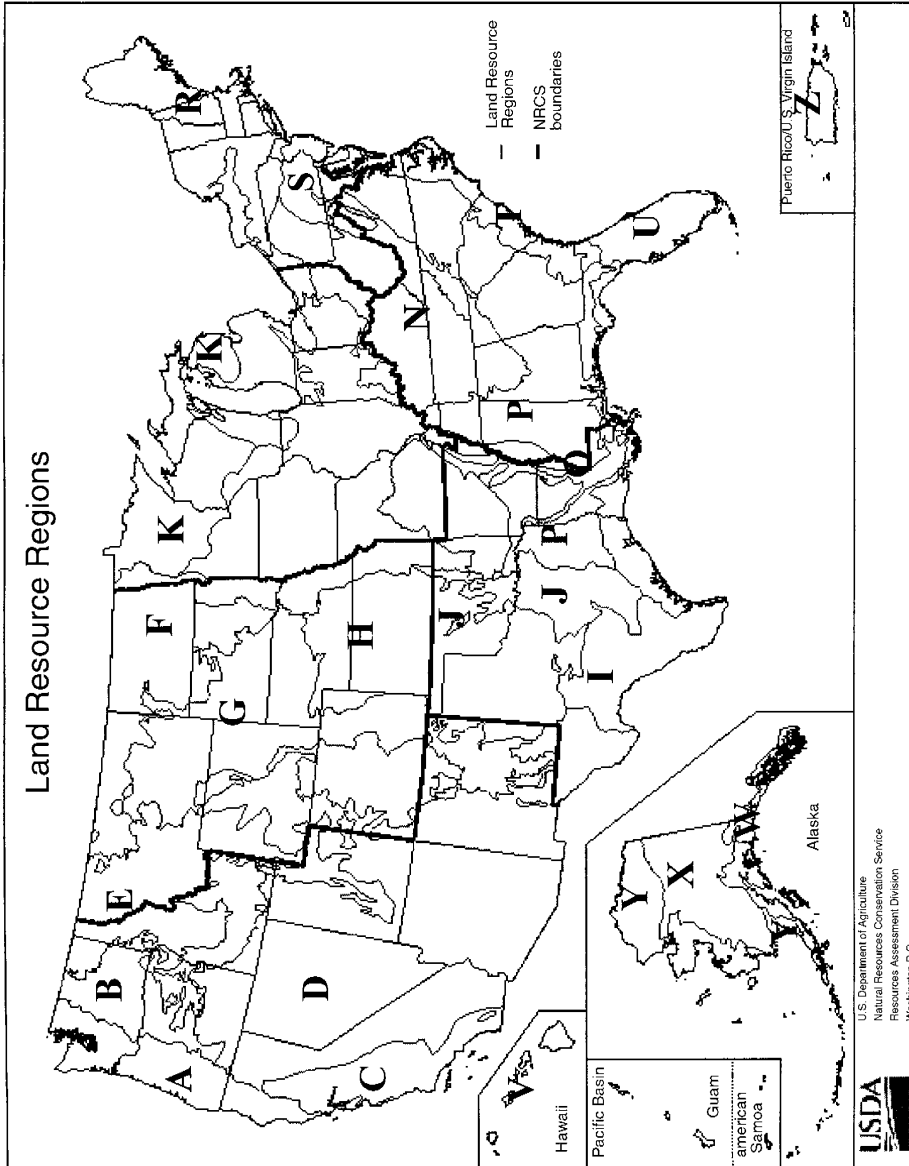 Land Resource Regions
R
K
K
F
E
B
A
S
N
G
H
D
C
T
U
P
O
P
J
J
I
Land Resource
Regions
NRCS
boundaries
Puerto Rico/U.S. Virgin Island
Z
Y
X
W
Alaska
V
Hawaii
Pacific Basin
Guam
american
Samoa
USDA
U.S. Department of Agriculture
Natural Resources Conservation Service
Resources Assessment Division